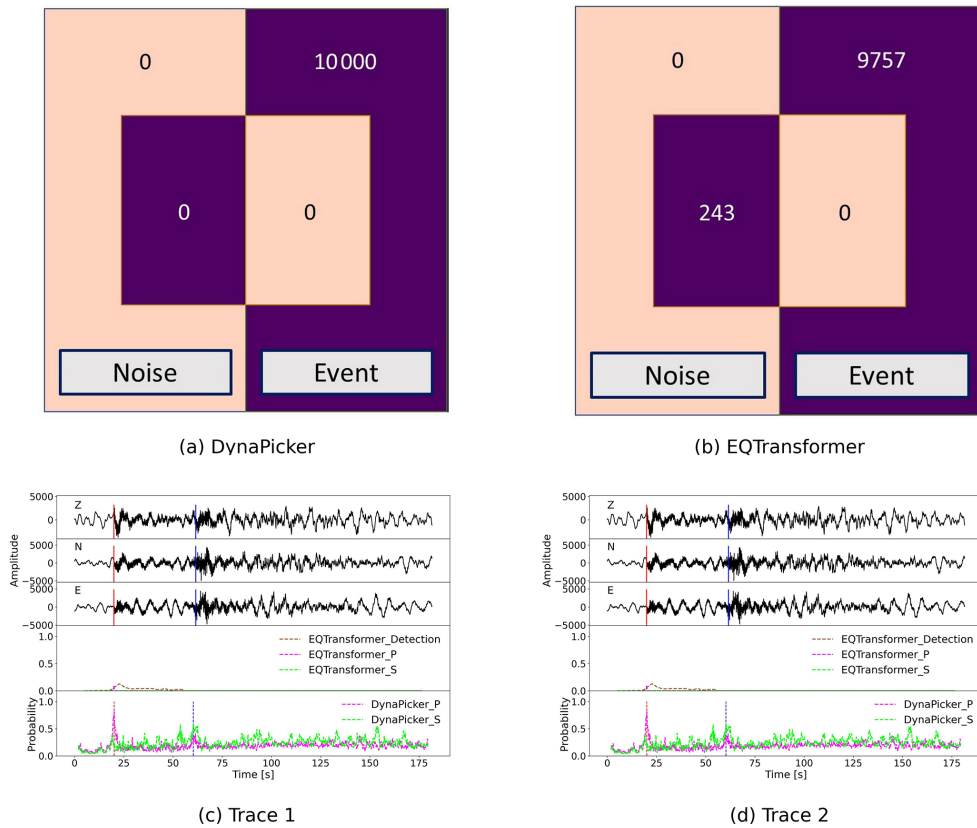 0
10 000
0
0
Noise
Event
(a) DynaPicker
0
9757
243
0
Noise
Event
(b) EQTransformer
5000
0
Z
5000
0
−5000
N
Amplitude
5000
0
−5000
E
1.0
0.5
0.0
EQTransformer_Detection
EQTransformer_P
EQTransformer_S
1.0
0.5
0.0
Probability
DynaPicker_P
DynaPicker_S
0 25 50 75 100 125 150 175
Time [s]
(c) Trace 1
5000
0
Z
5000
0
−5000
N
Amplitude
5000
0
−5000
E
1.0
0.5
0.0
EQTransformer_Detection
EQTransformer_P
EQTransformer_S
1.0
0.5
0.0
Probability
DynaPicker_P
DynaPicker_S
0 25 50 75 100 125 150 175
Time [s]
(d) Trace 2